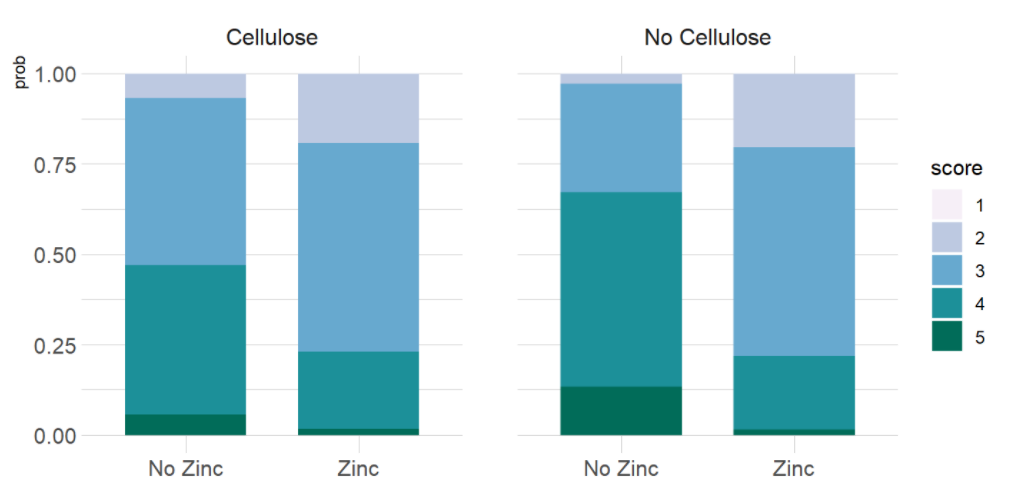 Cellulose
No Cellulose
prob
1.00
0.75
0.50
0.25
0.00
No Zinc
Zinc
No Zinc
Zinc
score
1
2
3
4
5